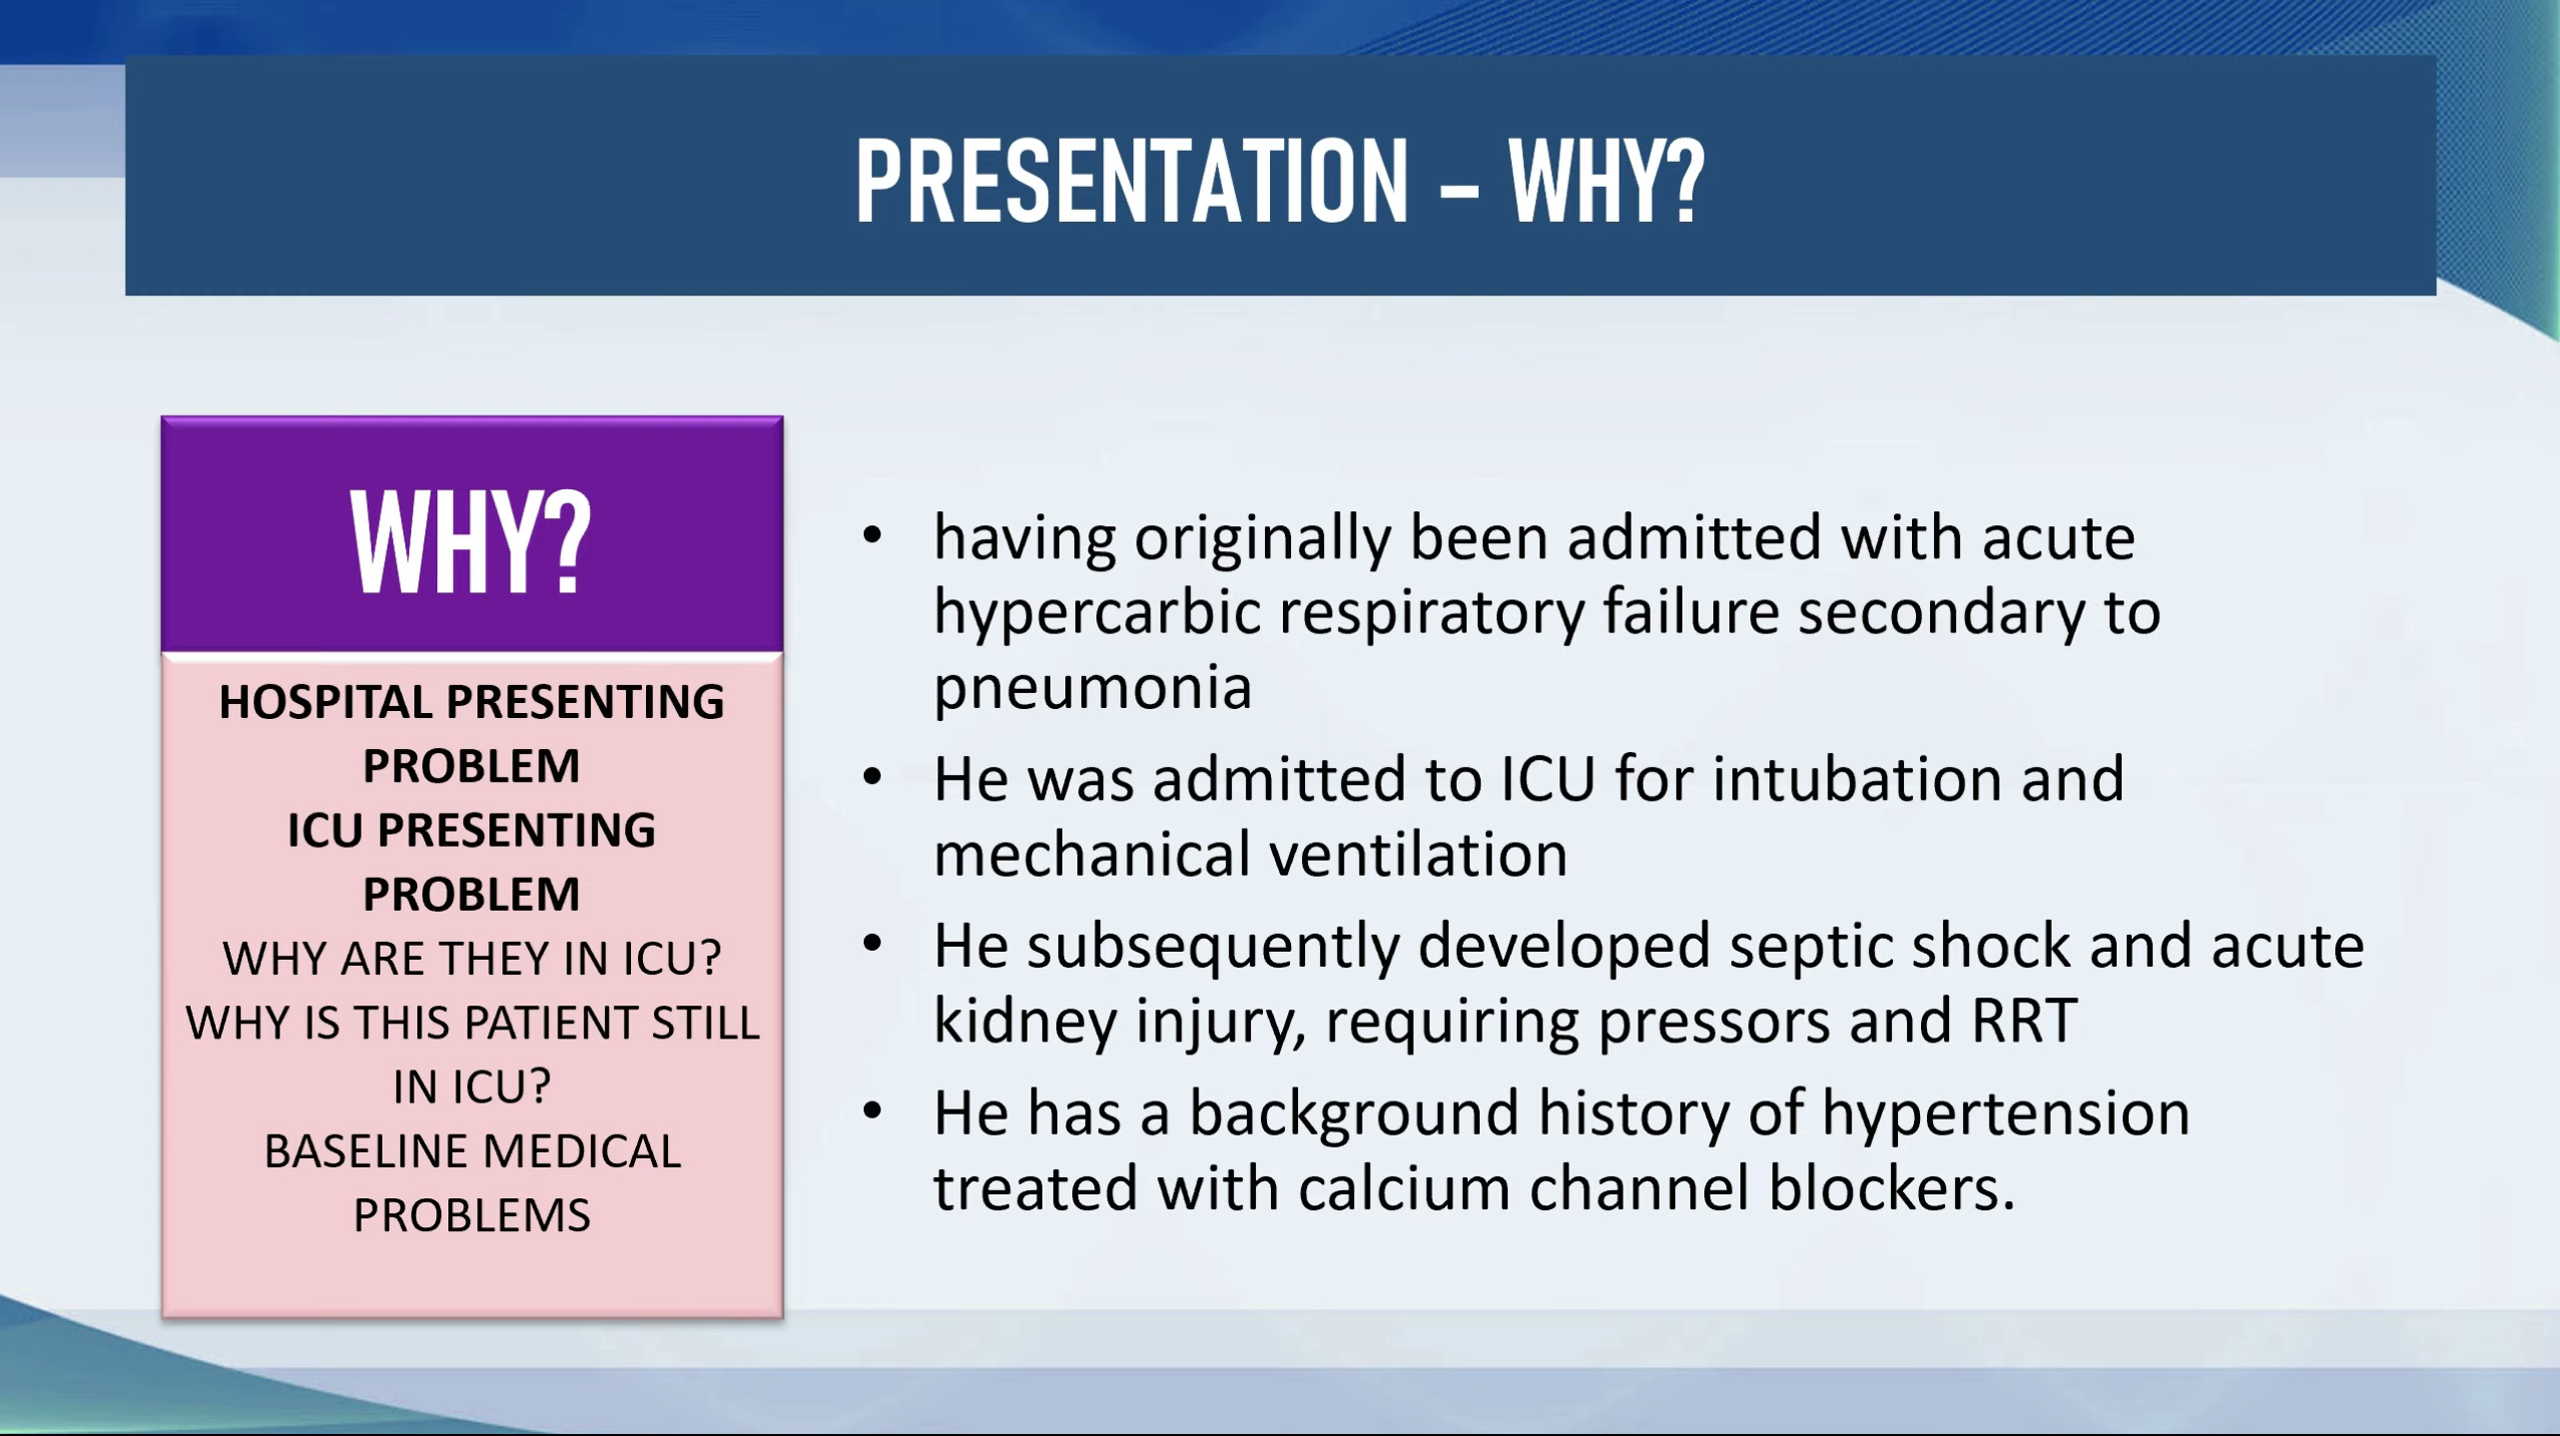 PRESENTATION – WHY?
WHY?
HOSPITAL PRESENTING
PROBLEM
ICU PRESENTING
PROBLEM
WHY ARE THEY IN ICU?
WHY IS THIS PATIENT STILL
IN ICU?
BASELINE MEDICAL
PROBLEMS
• having originally been admitted with acute
hypercarbic respiratory failure secondary to
pneumonia
• He was admitted to ICU for intubation and
mechanical ventilation
• He subsequently developed septic shock and acute
kidney injury, requiring pressors and RRT
• He has a background history of hypertension
treated with calcium channel blockers.